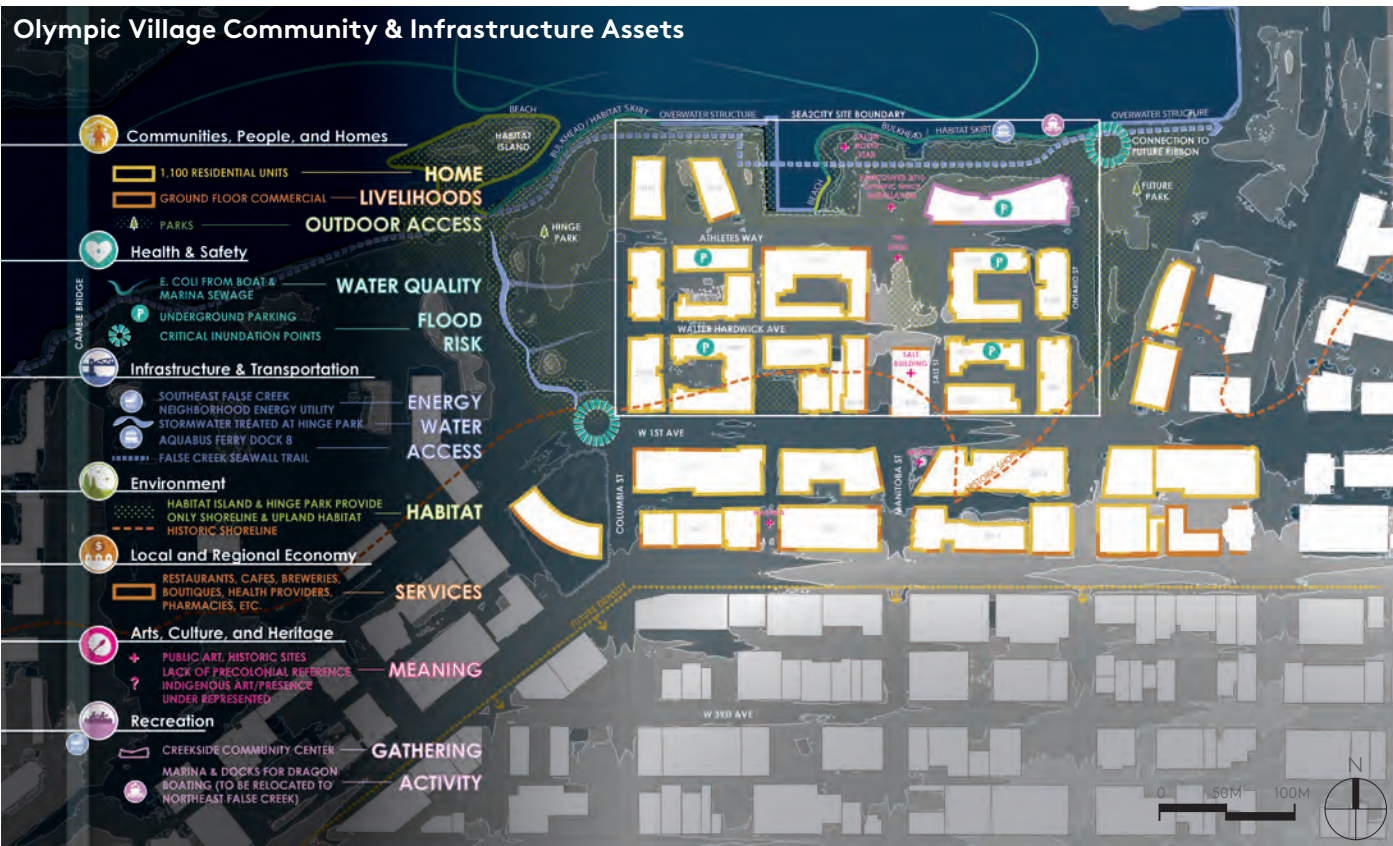 Olympic Village Community & Infrastructure Assets
Communities, People, and Homes
1,100 RESIDENTIAL UNITS
HOME
GROUND FLOOR COMMERCIAL
LIVELIHOODS
PARKS
OUTDOOR ACCESS
Health & Safety
E. COLI FROM BOAT &
MARINA SEWAGE
WATER QUALITY
P
UNDERGROUND PARKING
CRITICAL INUNDATION POINTS
FLOOD
RISK
Infrastructure & Transportation
SOUTHEAST FALSE CREEK
NEIGHBORHOOD ENERGY UTILITY
ENERGY
STORMWATER TREATED AT HINGE PARK
WATER
AQUABUS FERRY DOCK 8
FALSE CREEK SEAWALL TRAIL
ACCESS
Environment
HABITAT ISLAND & HINGE PARK PROVIDE
ONLY SHORELINE & UPLAND HABITAT
HABITAT
HISTORIC SHORELINE
$
Local and Regional Economy
RESTAURANTS, CAFES, BREWERIES,
BOUTIQUES, HEALTH PROVIDERS,
PHARMACIES, ETC.
SERVICES
Arts, Culture, and Heritage
PUBLIC ART, HISTORIC SITES
LACK OF PRECOLONIAL REFERENCE
?
INDIGENOUS ART/PRESENCE
UNDER REPRESENTED
MEANING
Recreation
CREEKSIDE COMMUNITY CENTER
GATHERING
MARINA & DOCKS FOR DRAGON
BOATING (TO BE RELOCATED TO
NORTHEAST FALSE CREEK)
ACTIVITY
CAMBIE BRIDGE
BEACH
HABITAT
ISLAND
BULKHEAD / HABITAT SKIRT
OVERWATER STRUCTURE
SEA2CITY SITE BOUNDARY
BULKHEAD / HABITAT SKIRT
OVERWATER STRUCTURE
CONNECTION TO
FUTURE RIBBON
FUTURE
PARK
BEACH
HINGE
PARK
ATHLETES WAY
P
P
P
P
P
WALTER HARDWICK AVE
SALT
BUILDING
SALT ST
ONTARIO ST
W 1ST AVE
COLUMBIA ST
MANITOBA ST
HISTORIC SHORELINE
FUTURE DENSITY
W 3RD AVE
0 50M 100M
N